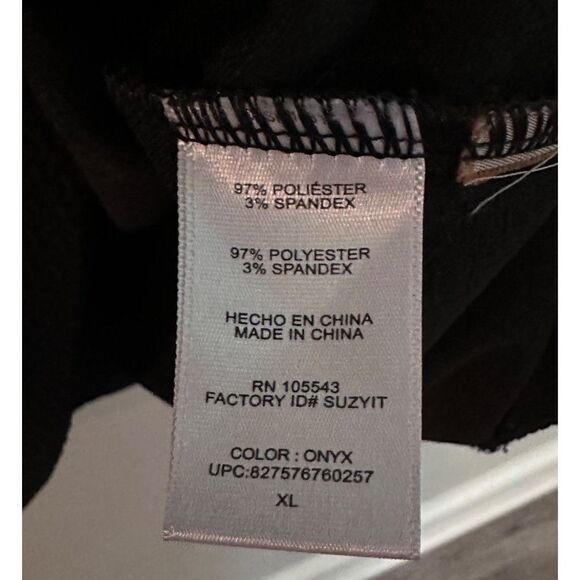 97% POLIÉSTER
3% SPANDEX
97% POLYESTER
3% SPANDEX
HECHO EN CHINA
MADE IN CHINA
RN 105543
FACTORY ID# SUZYIT
COLOR : ONYX
UPC:827576760257
XL